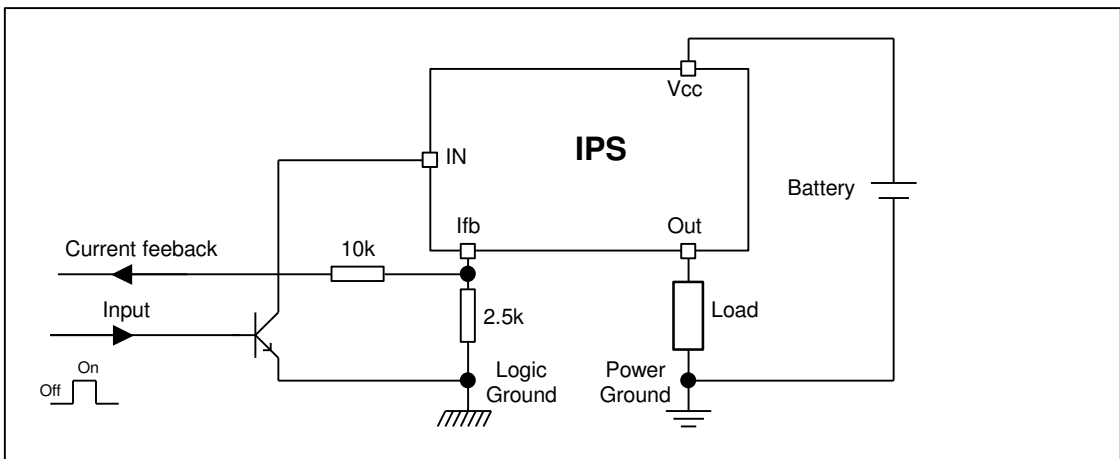 Vcc
IPS
IN
Battery
Ifb
Out
Current feeback
10k
Input
2.5k
Load
On
Off
Logic
Ground
Power
Ground